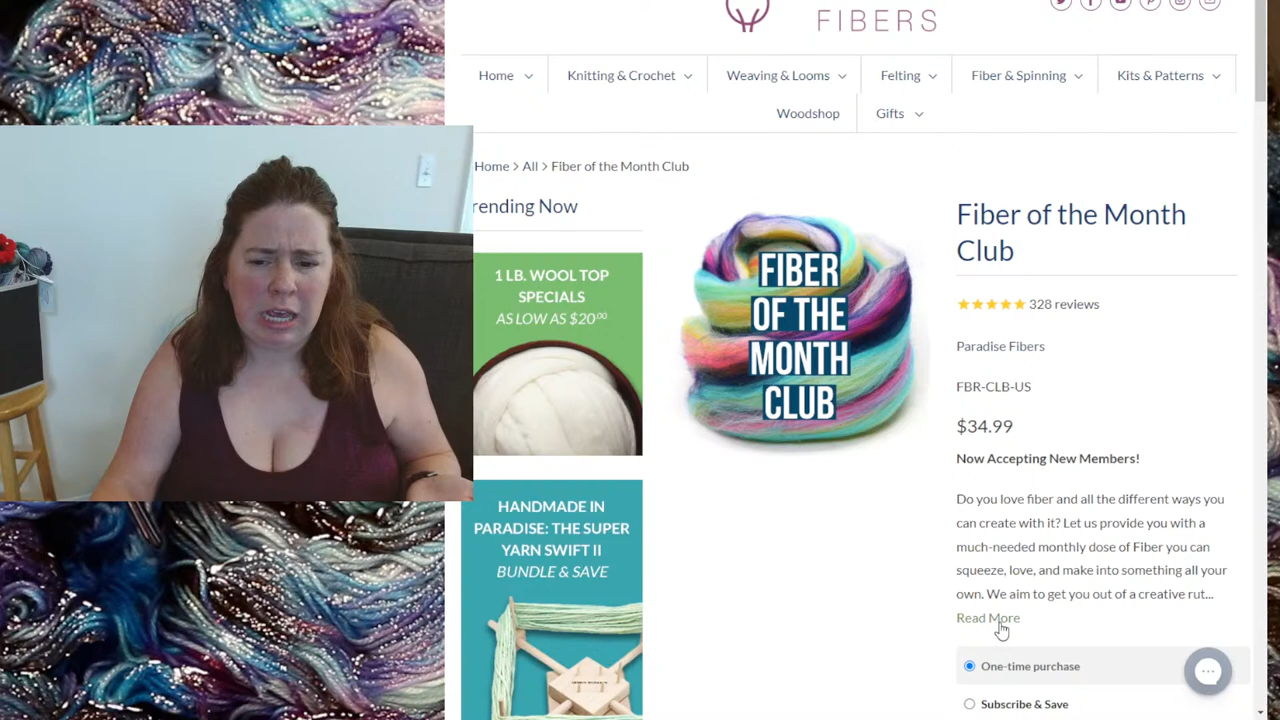 FIBERS
Home
Knitting & Crochet
Weaving & Looms
Felting
Fiber & Spinning
Kits & Patterns
Woodshop
Gifts
Home > All > Fiber of the Month Club
rending Now
1 LB. WOOL TOP
SPECIALS
AS LOW AS $20⁰⁰
HANDMADE IN
PARADISE: THE SUPER
YARN SWIFT II
BUNDLE & SAVE
FIBER
OF THE
MONTH
CLUB
Fiber of the Month
Club
328 reviews
Paradise Fibers
FBR-CLB-US
$34.99
Now Accepting New Members!
Do you love fiber and all the different ways you
can create with it? Let us provide you with a
much-needed monthly dose of Fiber you can
squeeze, love, and make into something all your
own. We aim to get you out of a creative rut...
Read More
One-time purchase
Subscribe & Save